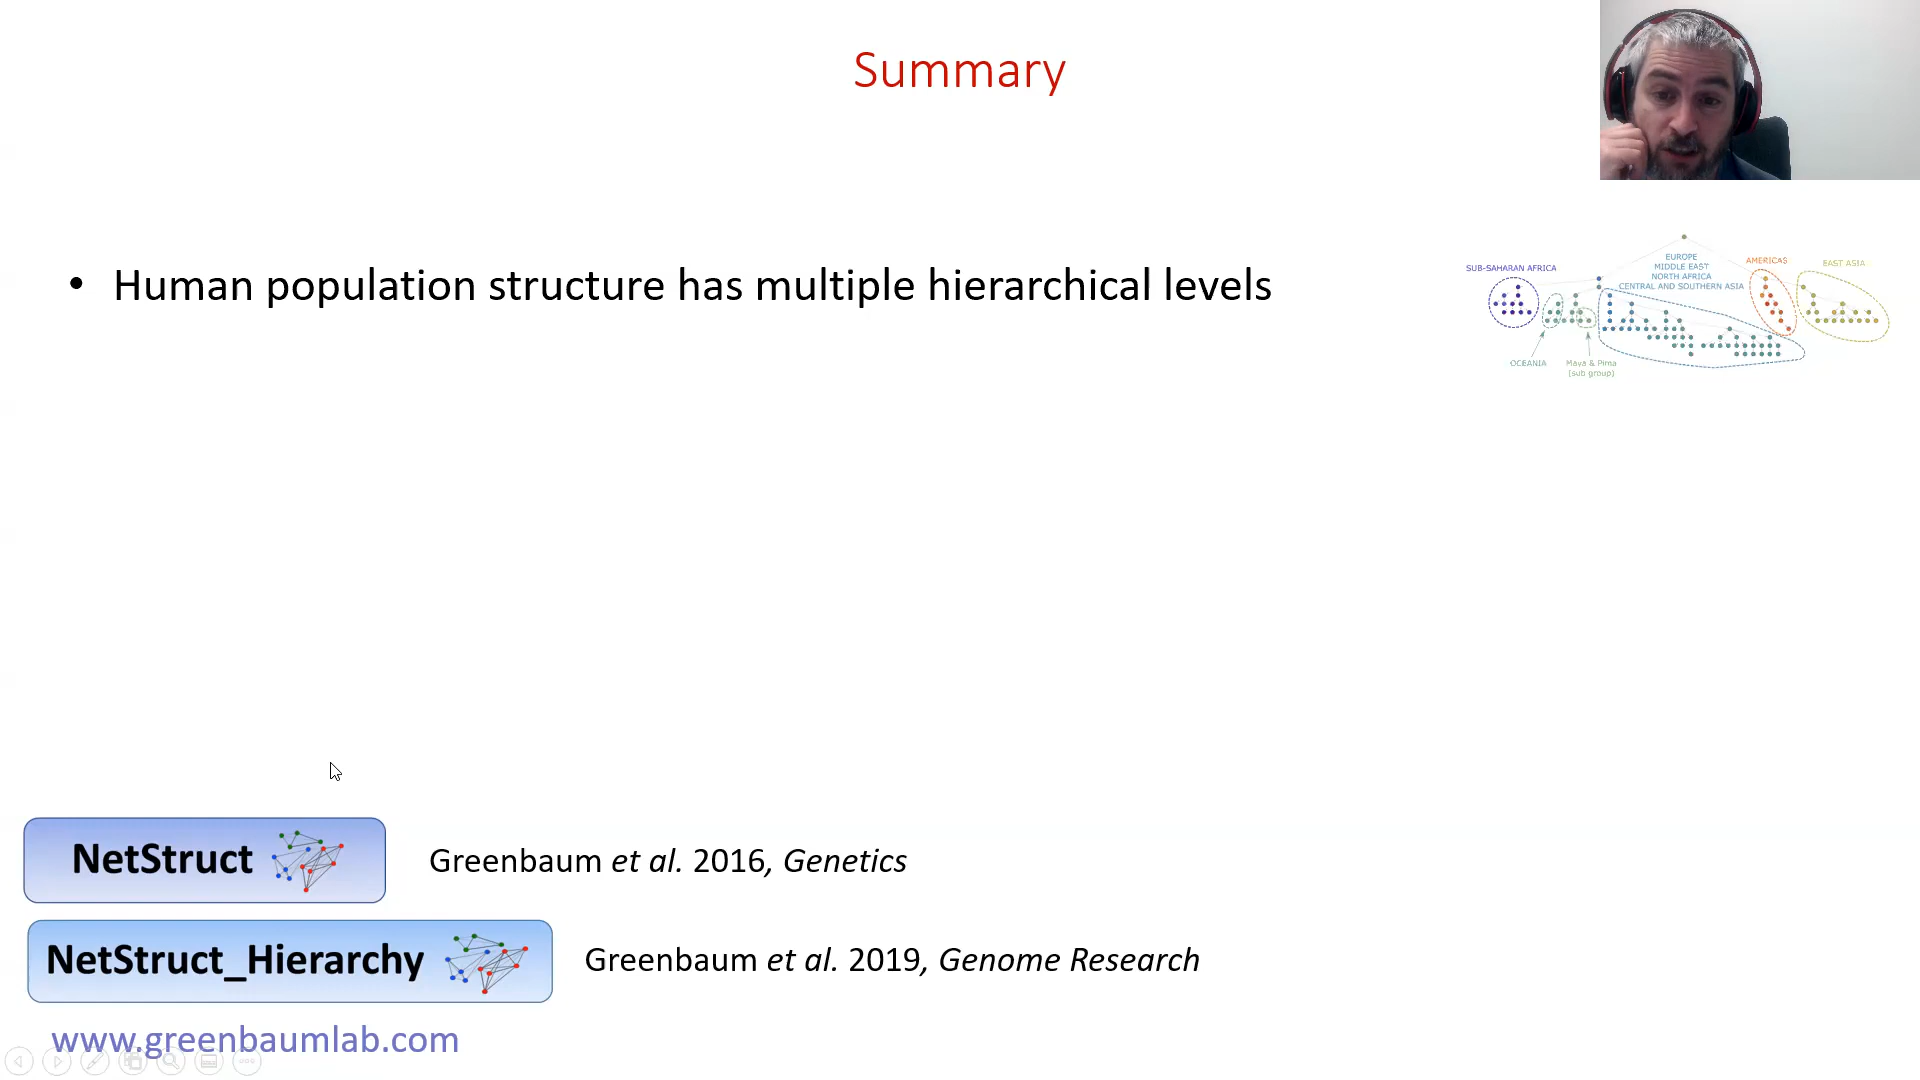 Summary
• Human population structure has multiple hierarchical levels
SUB-SAHARAN AFRICA
EUROPE
MIDDLE EAST
NORTH AFRICA
CENTRAL AND SOUTHERN ASIA
AMERICAS
EAST ASIA
OCEANIA
Maya & Pima
(sub group)
NetStruct
Greenbaum et al. 2016, Genetics
NetStruct_Hierarchy
Greenbaum et al. 2019, Genome Research
www.greenbaumlab.com